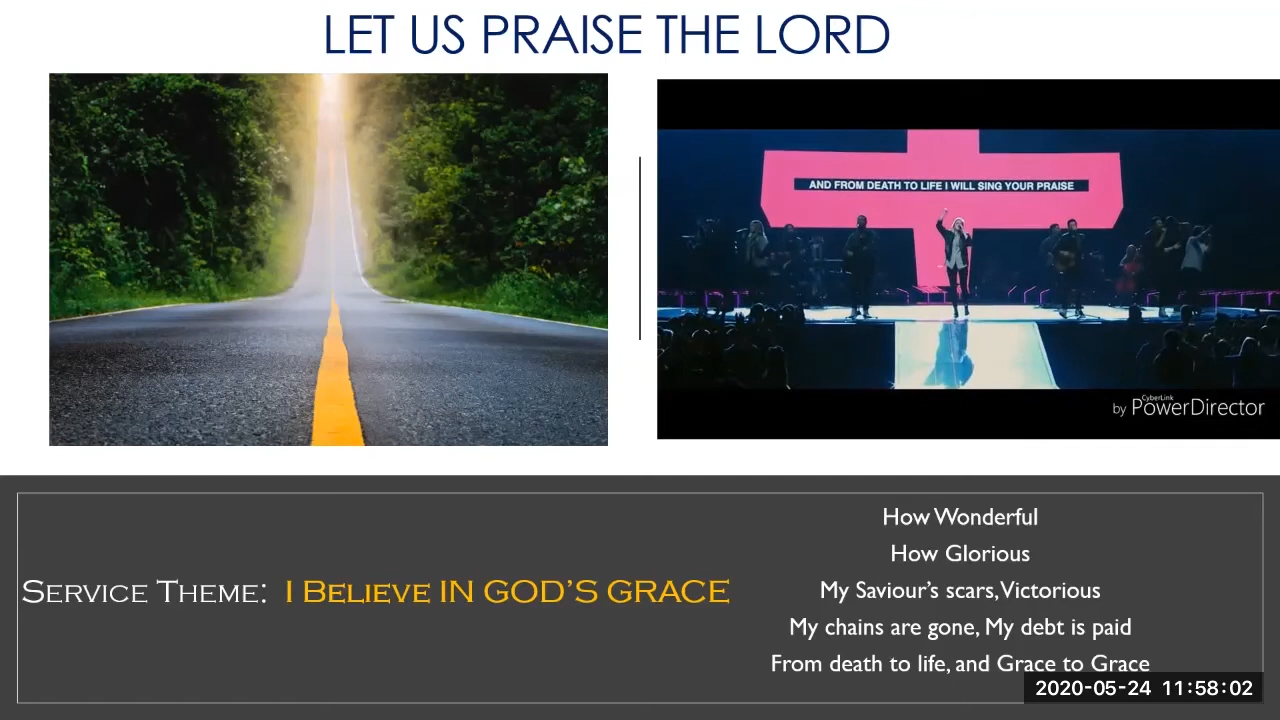 LET US PRAISE THE LORD
AND FROM DEATH TO LIFE I WILL SING YOUR PRAISE
by CyberLink PowerDirector
SERVICE THEME: I BELIEVE IN GOD'S GRACE
How Wonderful
How Glorious
My Saviour's scars, Victorious
My chains are gone, My debt is paid
From death to life, and Grace to Grace
2020-05-24 11:58:02